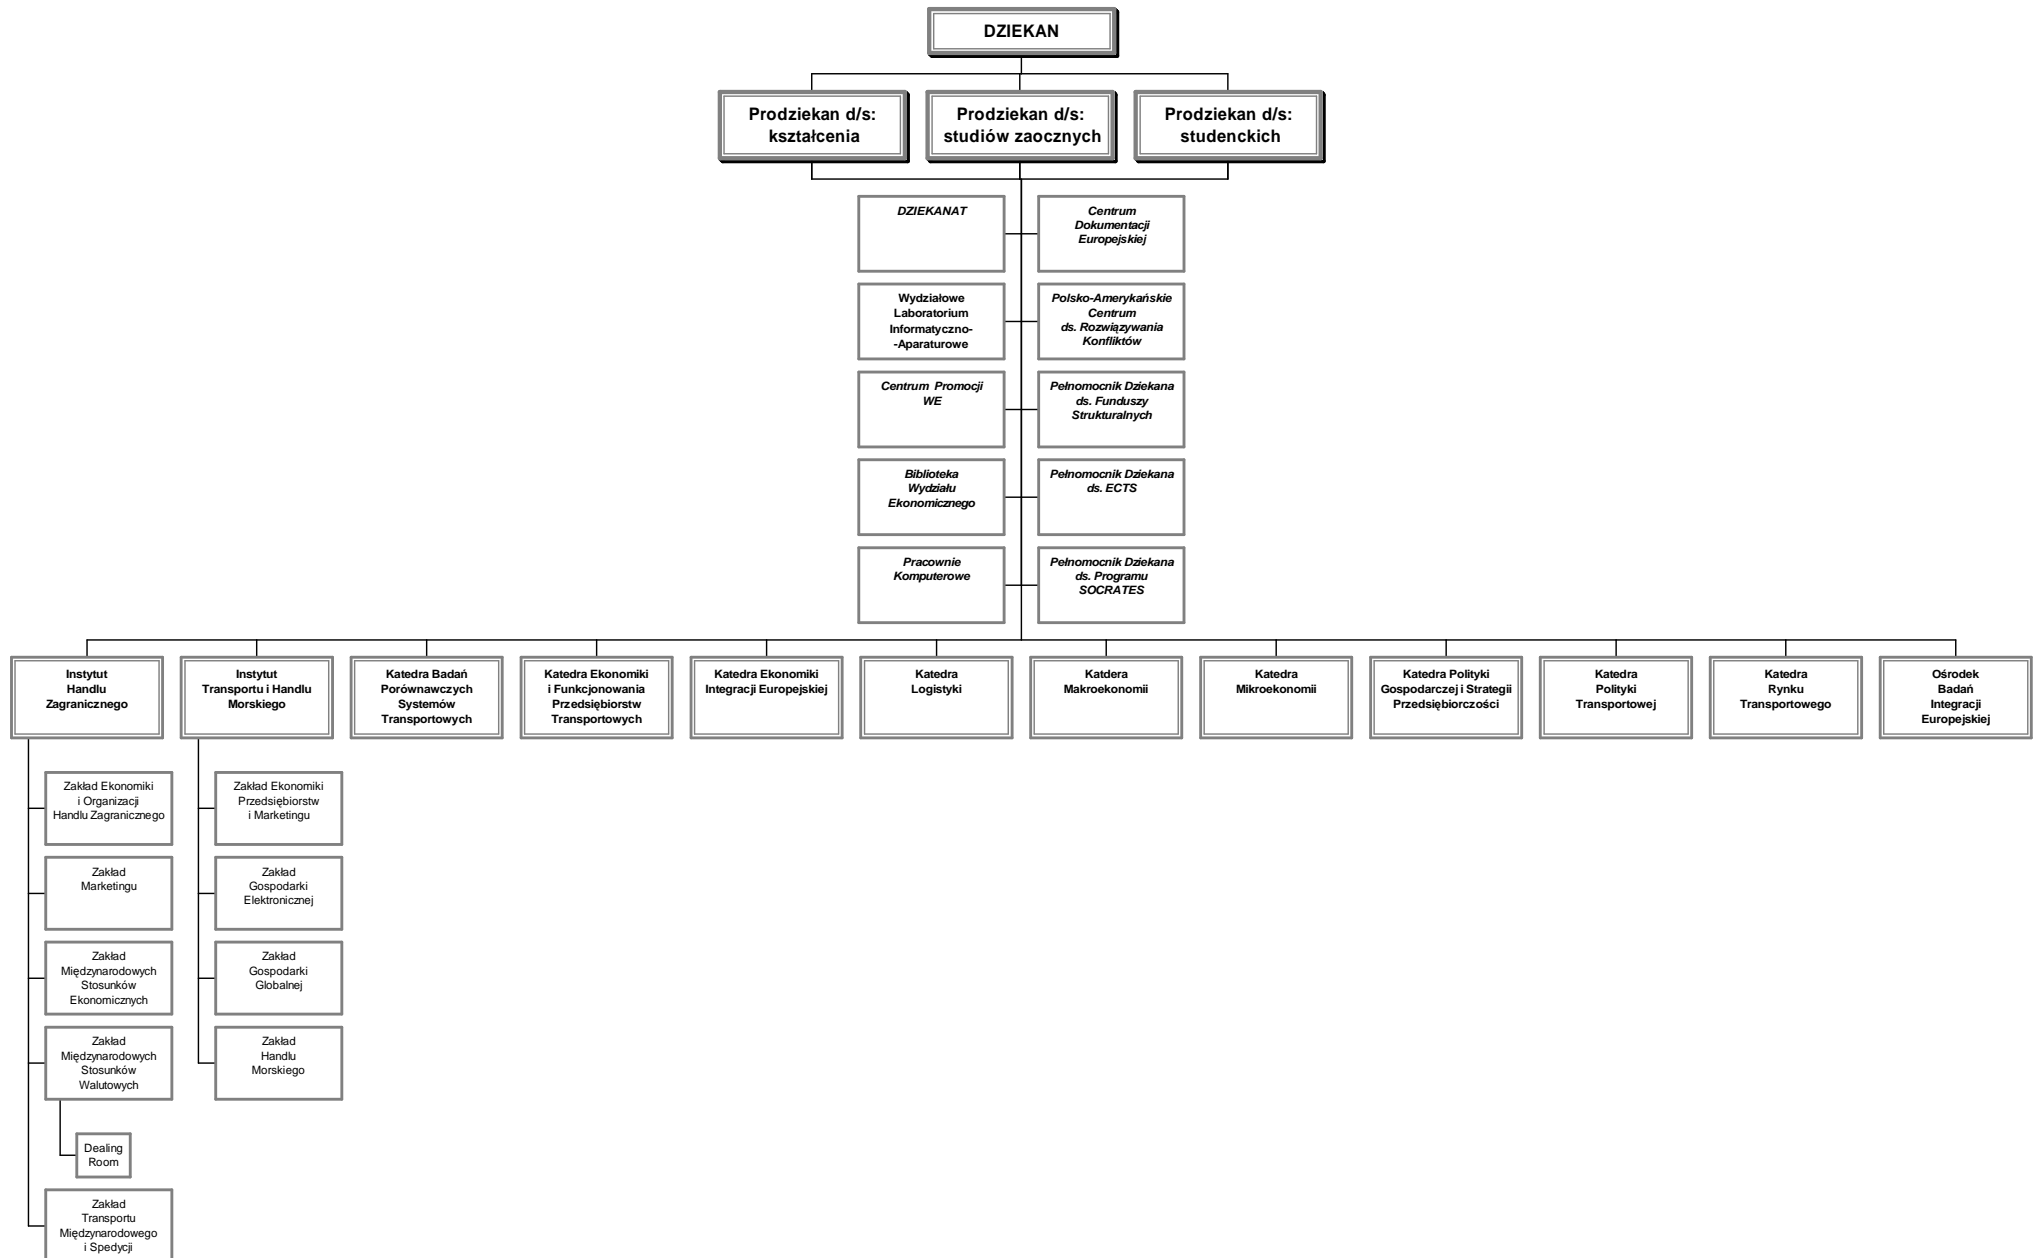 DZIEKAN
Prodziekan d/s:
kształcenia
Prodziekan d/s:
studiów zaocznych
Prodziekan d/s:
studenckich
DZIEKANAT
Centrum
Dokumentacji
Europejskiej
Wydziałowe
Laboratorium
Informatyczno-
-Aparaturowe
Polsko-Amerykańskie
Centrum
ds. Rozwiązywania
Konfliktów
Centrum Promocji
WE
Pełnomocnik Dziekana
ds. Funduszy
Strukturalnych
Biblioteka
Wydziału
Ekonomicznego
Pełnomocnik Dziekana
ds. ECTS
Pracownie
Komputerowe
Pełnomocnik Dziekana
ds. Programu
SOCRATES
Instytut
Handlu
Zagranicznego
Instytut
Transportu i Handlu
Morskiego
Katedra Badań
Porównawczych
Systemów
Transportowych
Katedra Ekonomiki
i Funkcjonowania
Przedsiębiorstw
Transportowych
Katedra Ekonomiki
Integracji Europejskiej
Katedra
Logistyki
Katdera
Makroekonomii
Katedra
Mikroekonomii
Katedra Polityki
Gospodarczej i Strategii
Przedsiębiorczości
Katedra
Polityki
Transportowej
Katedra
Rynku
Transportowego
Ośrodek
Badań
Integracji
Europejskiej
Zakład Ekonomiki
i Organizacji
Handlu Zagranicznego
Zakład
Marketingu
Zakład
Międzynarodowych
Stosunków
Ekonomicznych
Zakład
Międzynarodowych
Stosunków
Walutowych
Dealing
Room
Zakład
Transportu
Międzynarodowego
i Spedycji
Zakład Ekonomiki
Przedsiębiorstw
i Marketingu
Zakład
Gospodarki
Elektronicznej
Zakład
Gospodarki
Globalnej
Zakład
Handlu
Morskiego